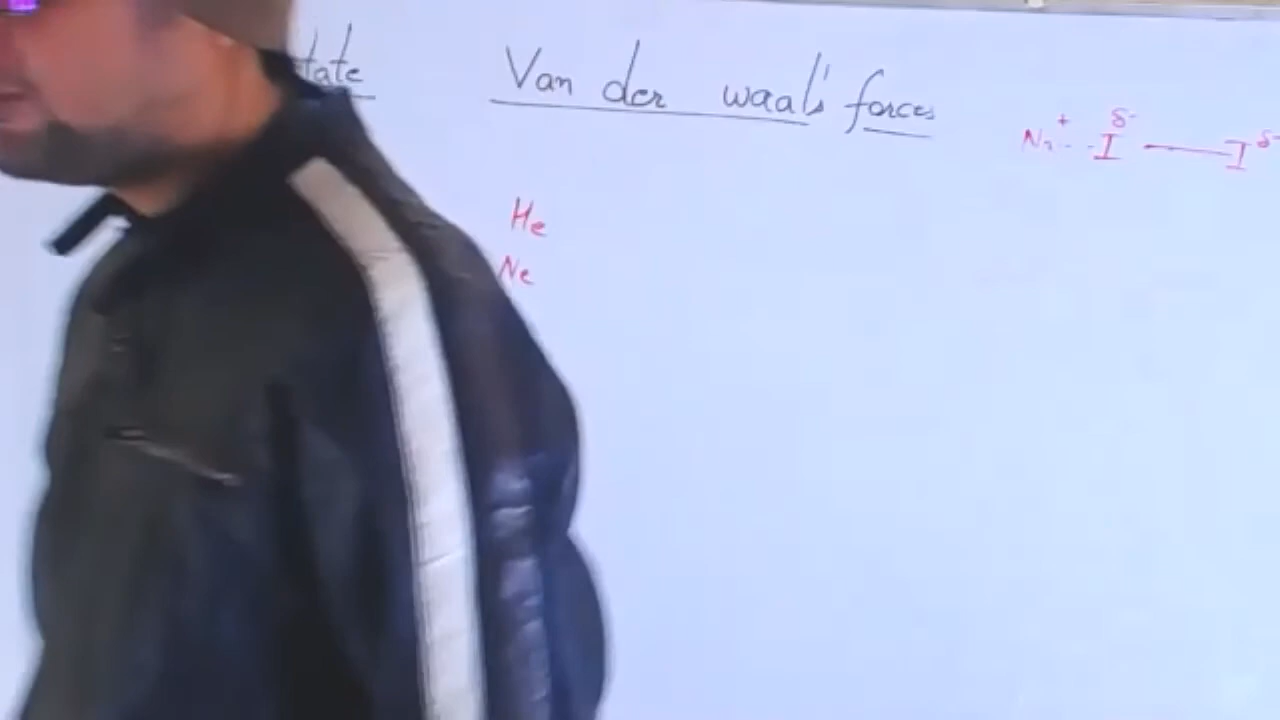 tate
Van der waal's forces
Na⁺ -- I^δ- — I^δ-
He
Ne